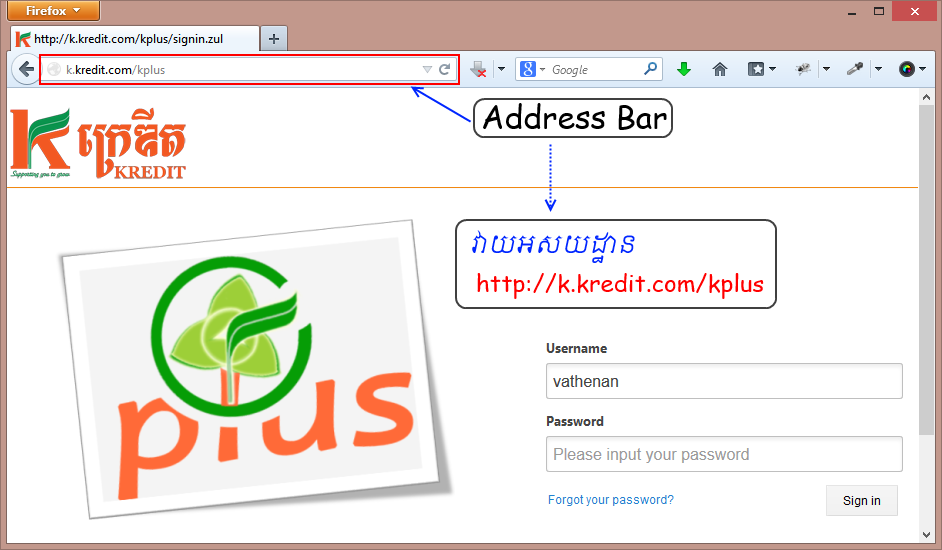 Firefox
http://k.kredit.com/kplus/signin.zul
k.kredit.com/kplus
Google
Address Bar
ក្រេឌីត
KREDIT
Supporting you to grow
វាយអសយដ្ឋាន
http://k.kredit.com/kplus
plus
Username
vathenan
Password
Please input your password
Forgot your password?
Sign in